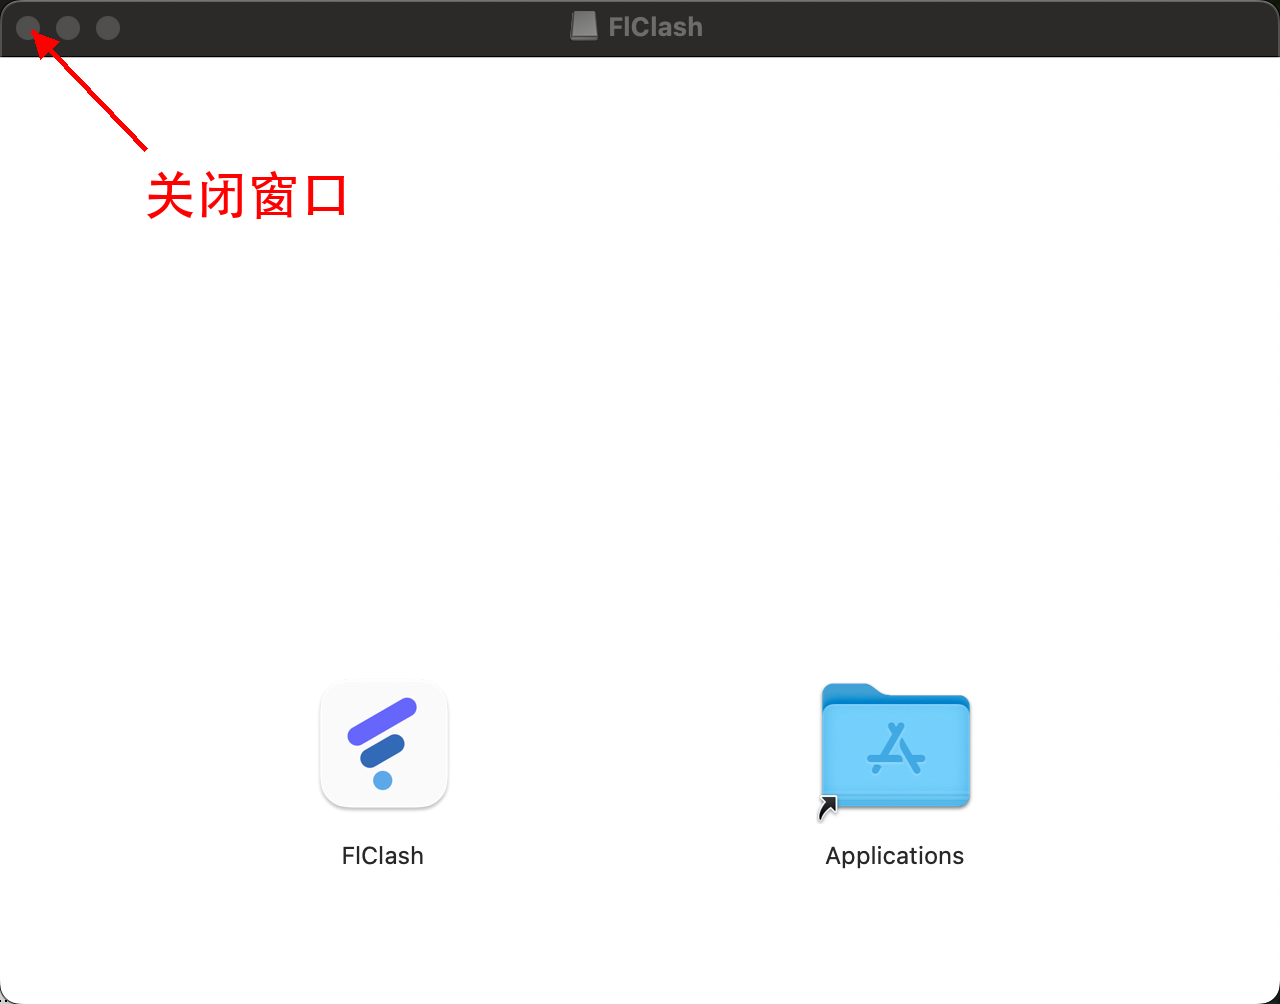 FlClash
关闭窗口
FlClash
Applications